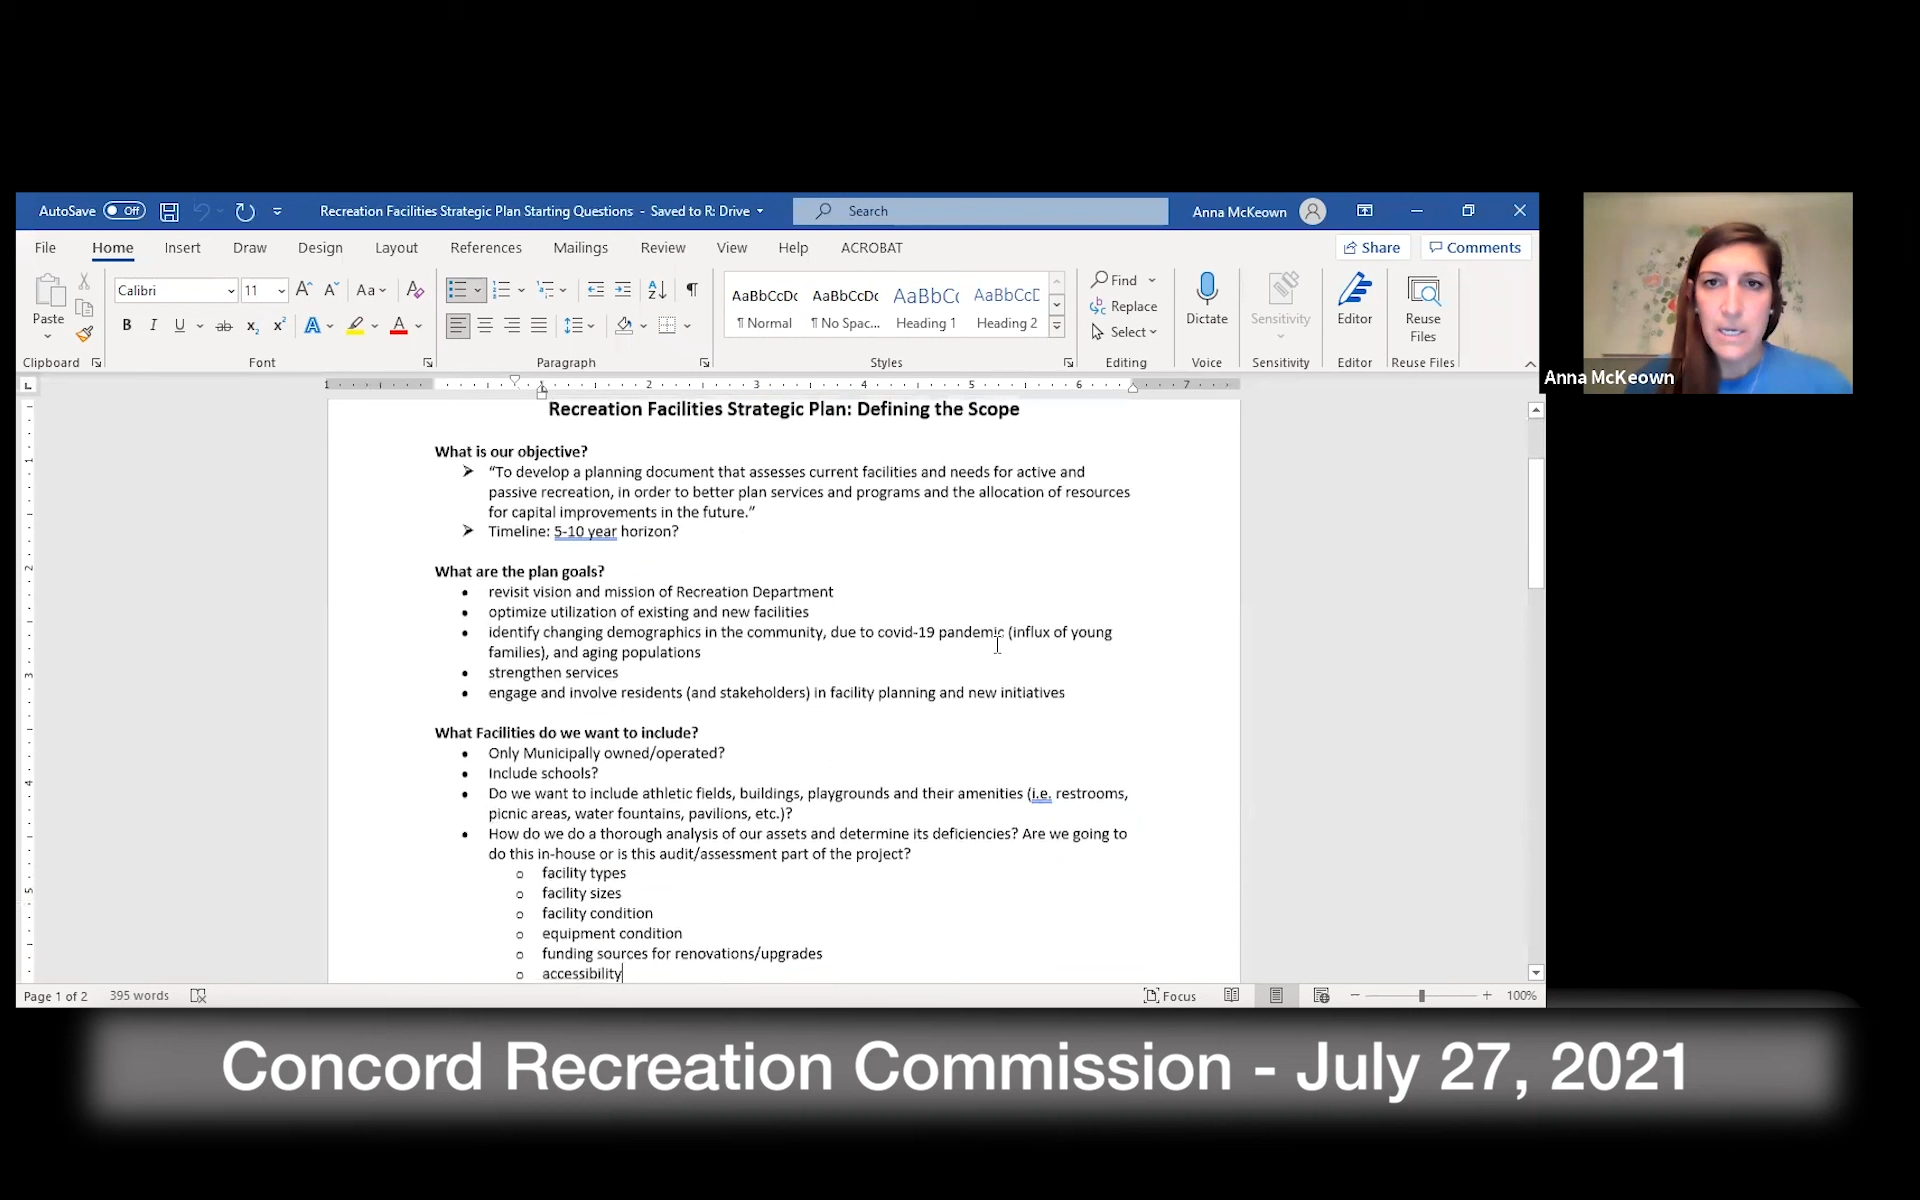 AutoSave Off Recreation Facilities Strategic Plan Starting Questions - Saved to R: Drive Search Anna McKeown
File Home Insert Draw Design Layout References Mailings Review View Help ACROBAT Share Comments
Paste
Calibri 11 Aa
AaBbCcDc AaBbCcDc AaBbCc AaBbCcD
¶ Normal ¶ No Spac... Heading 1 Heading 2
Find
Replace
Select
Dictate
Sensitivity
Editor
Reuse
Files
Clipboard Font Paragraph Styles Editing Voice Sensitivity Editor Reuse Files
Anna McKeown
1 1 2 3 4 5 6 7
Recreation Facilities Strategic Plan: Defining the Scope
What is our objective?
➢ “To develop a planning document that assesses current facilities and needs for active and
passive recreation, in order to better plan services and programs and the allocation of resources
for capital improvements in the future.”
➢ Timeline: 5-10 year horizon?
What are the plan goals?
• revisit vision and mission of Recreation Department
• optimize utilization of existing and new facilities
• identify changing demographics in the community, due to covid-19 pandemic (influx of young
families), and aging populations
• strengthen services
• engage and involve residents (and stakeholders) in facility planning and new initiatives
What Facilities do we want to include?
• Only Municipally owned/operated?
• Include schools?
• Do we want to include athletic fields, buildings, playgrounds and their amenities (i.e. restrooms,
picnic areas, water fountains, pavilions, etc.)?
• How do we do a thorough analysis of our assets and determine its deficiencies? Are we going to
do this in-house or is this audit/assessment part of the project?
o facility types
o facility sizes
o facility condition
o equipment condition
o funding sources for renovations/upgrades
o accessibility
Page 1 of 2 395 words Focus 100%
Concord Recreation Commission - July 27, 2021